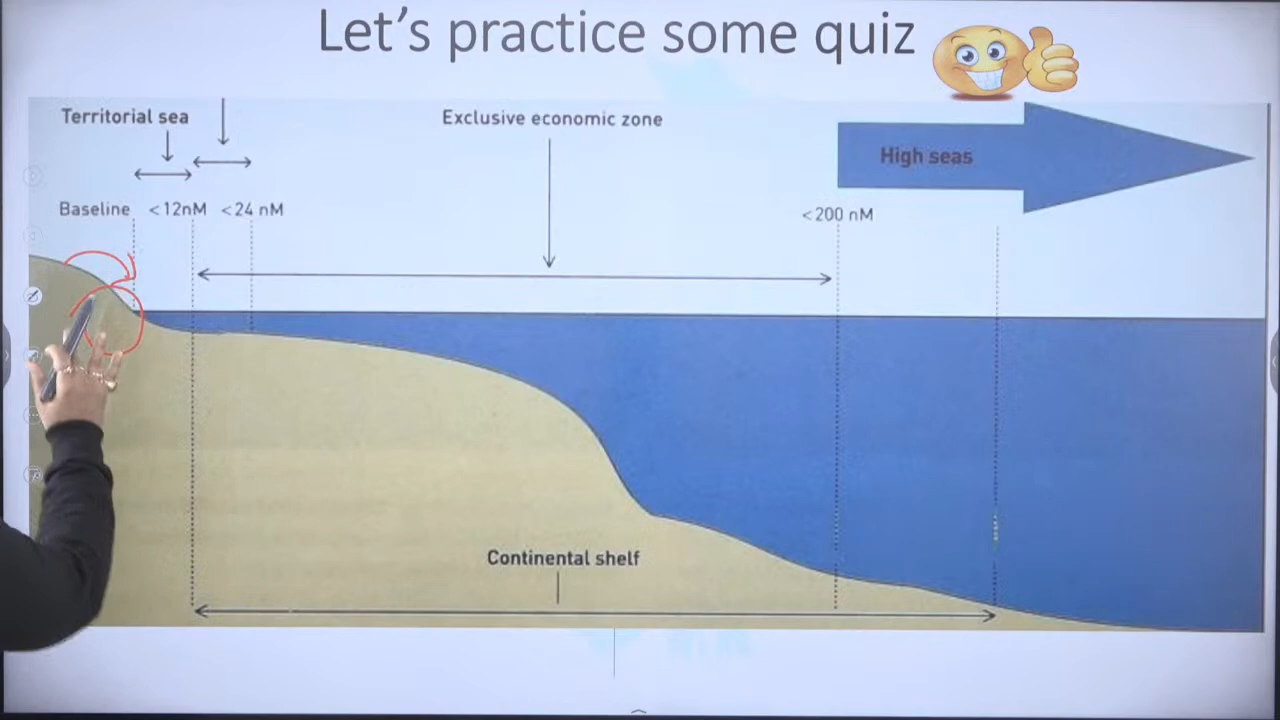 Let's practice some quiz
Territorial sea
Exclusive economic zone
High seas
Baseline
<12nM
<24 nM
<200 nM
Continental shelf